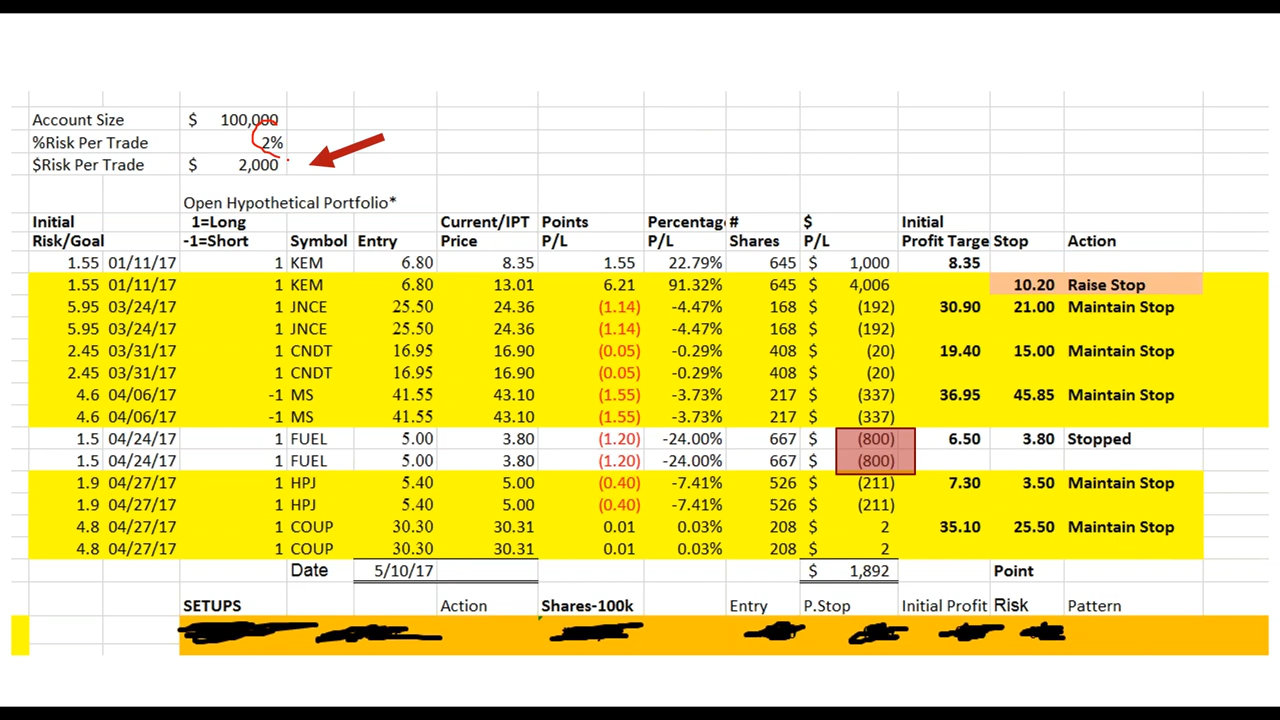 Account Size $ 100,000
%Risk Per Trade 2%
$Risk Per Trade $ 2,000
Open Hypothetical Portfolio*
Initial 1=Long Current/IPT Points Percentag # $ Initial
Risk/Goal -1=Short Symbol Entry Price P/L P/L Shares P/L Profit Targe Stop Action
1.55 01/11/17 1 KEM 6.80 8.35 1.55 22.79% 645 $ 1,000 8.35
1.55 01/11/17 1 KEM 6.80 13.01 6.21 91.32% 645 $ 4,006 10.20 Raise Stop
5.95 03/24/17 1 JNCE 25.50 24.36 (1.14) -4.47% 168 $ (192) 30.90 21.00 Maintain Stop
5.95 03/24/17 1 JNCE 25.50 24.36 (1.14) -4.47% 168 $ (192)
2.45 03/31/17 1 CNDT 16.95 16.90 (0.05) -0.29% 408 $ (20) 19.40 15.00 Maintain Stop
2.45 03/31/17 1 CNDT 16.95 16.90 (0.05) -0.29% 408 $ (20)
4.6 04/06/17 -1 MS 41.55 43.10 (1.55) -3.73% 217 $ (337) 36.95 45.85 Maintain Stop
4.6 04/06/17 -1 MS 41.55 43.10 (1.55) -3.73% 217 $ (337)
1.5 04/24/17 1 FUEL 5.00 3.80 (1.20) -24.00% 667 $ (800) 6.50 3.80 Stopped
1.5 04/24/17 1 FUEL 5.00 3.80 (1.20) -24.00% 667 $ (800)
1.9 04/27/17 1 HPJ 5.40 5.00 (0.40) -7.41% 526 $ (211) 7.30 3.50 Maintain Stop
1.9 04/27/17 1 HPJ 5.40 5.00 (0.40) -7.41% 526 $ (211)
4.8 04/27/17 1 COUP 30.30 30.31 0.01 0.03% 208 $ 2 35.10 25.50 Maintain Stop
4.8 04/27/17 1 COUP 30.30 30.31 0.01 0.03% 208 $ 2
Date 5/10/17 $ 1,892 Point
SETUPS Action Shares-100k Entry P.Stop Initial Profit Risk Pattern